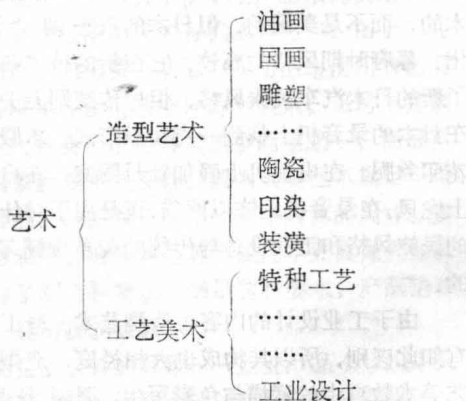 油画
国画
雕塑
造型艺术
……
陶瓷
印染
艺术
装潢
特种工艺
工艺美术
……
工业设计